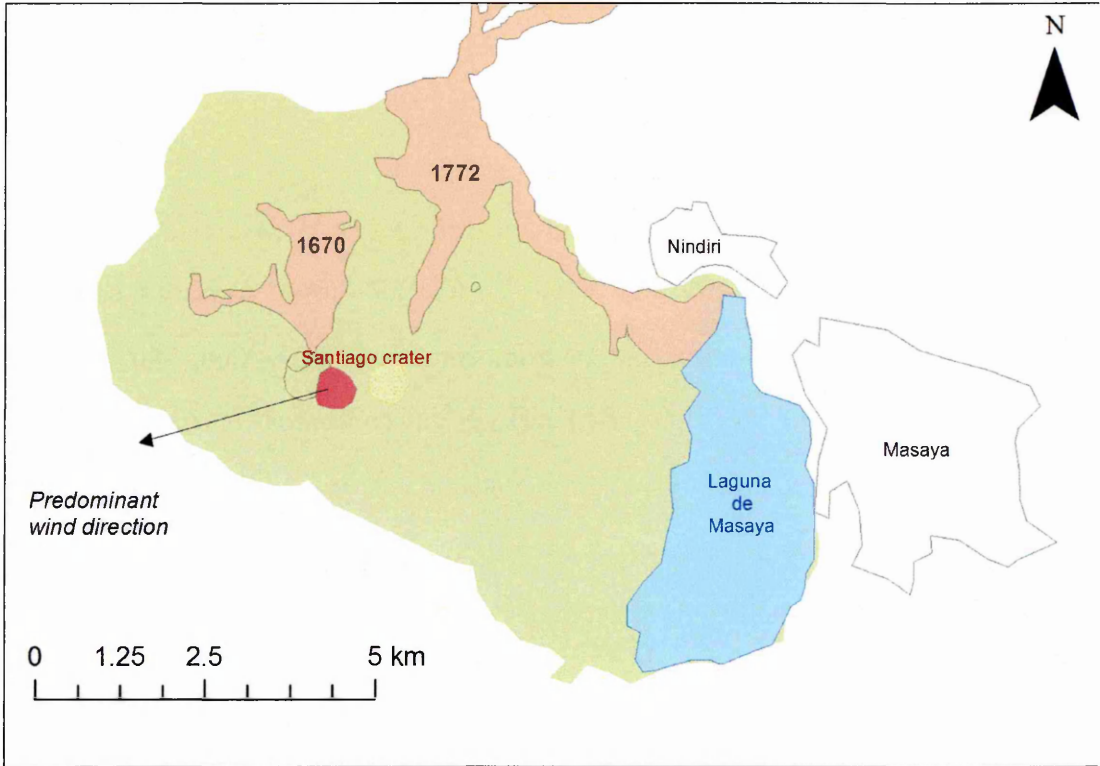 N
1772
1670
Nindiri
Santiago crater
Masaya
Laguna
de
Masaya
Predominant
wind direction
0 1.25 2.5 5 km